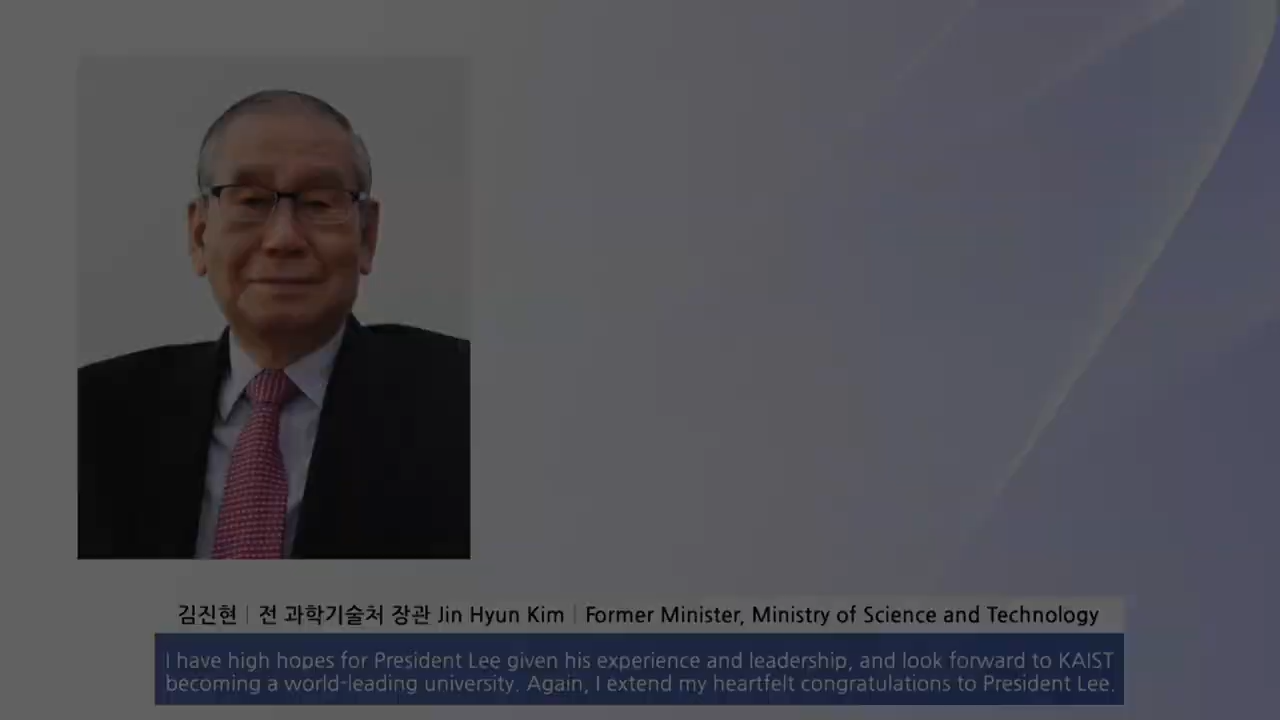 김진현 | 전 과학기술처 장관 Jin Hyun Kim | Former Minister, Ministry of Science and Technology
I have high hopes for President Lee given his experience and leadership, and look forward to KAIST
becoming a world-leading university. Again, I extend my heartfelt congratulations to President Lee.